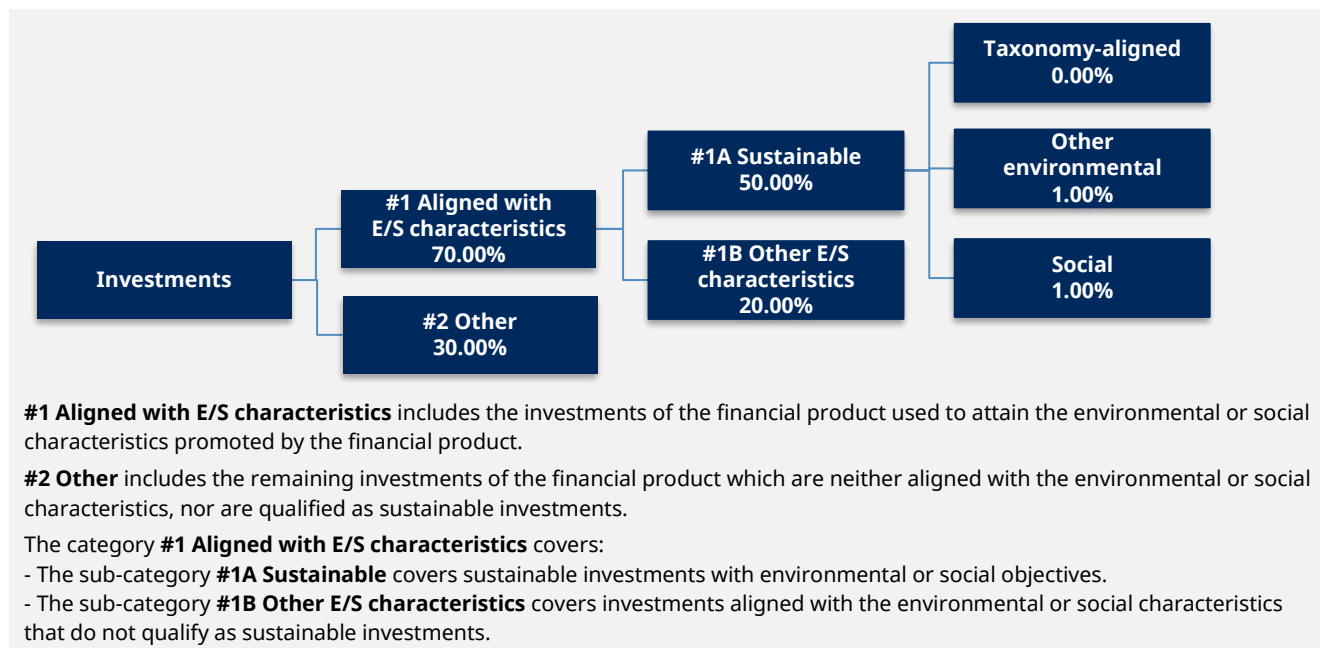 Taxonomy-aligned
0.00%
Other
environmental
1.00%
#1A Sustainable
50.00%
#1 Aligned with
E/S characteristics
70.00%
#1B Other E/S
characteristics
20.00%
Social
1.00%
Investments
#2 Other
30.00%
#1 Aligned with E/S characteristics includes the investments of the financial product used to attain the environmental or social
characteristics promoted by the financial product.
#2 Other includes the remaining investments of the financial product which are neither aligned with the environmental or social
characteristics, nor are qualified as sustainable investments.
The category #1 Aligned with E/S characteristics covers:
- The sub-category #1A Sustainable covers sustainable investments with environmental or social objectives.
- The sub-category #1B Other E/S characteristics covers investments aligned with the environmental or social characteristics
that do not qualify as sustainable investments.